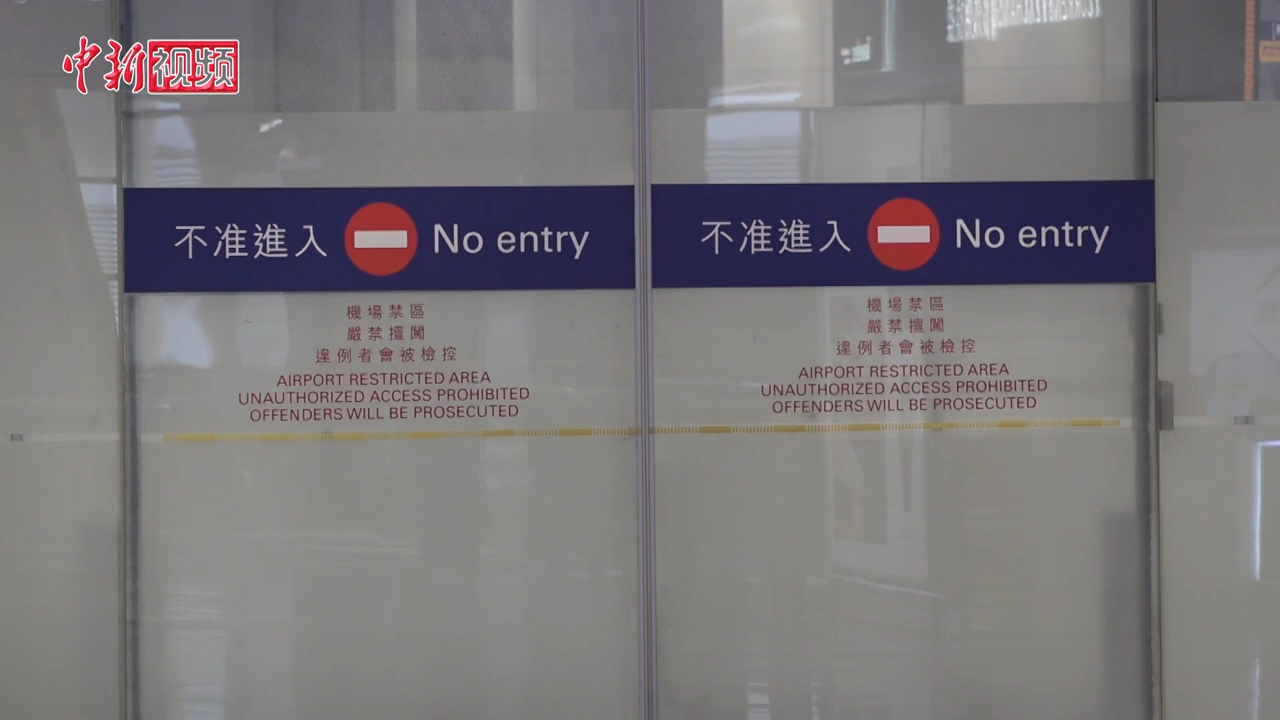 中新视频
不准進入 No entry
機場禁區
嚴禁擅闖
違例者會被檢控
AIRPORT RESTRICTED AREA
UNAUTHORIZED ACCESS PROHIBITED
OFFENDERS WILL BE PROSECUTED
不准進入 No entry
機場禁區
嚴禁擅闖
違例者會被檢控
AIRPORT RESTRICTED AREA
UNAUTHORIZED ACCESS PROHIBITED
OFFENDERS WILL BE PROSECUTED